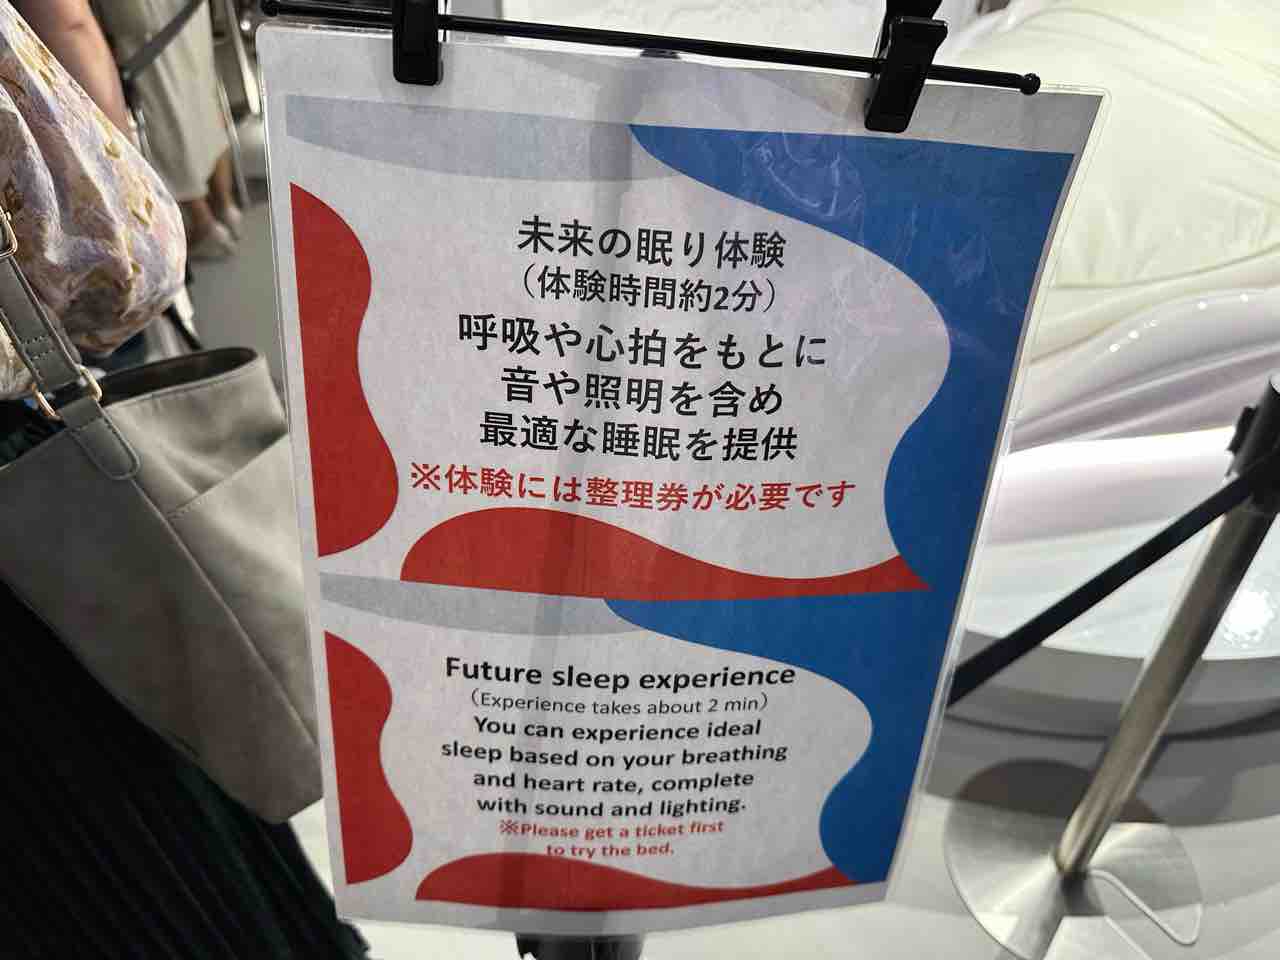 未来の眠り体験
（体験時間約2分）
呼吸や心拍をもとに
音や照明を含め
最適な睡眠を提供
※体験には整理券が必要です
Future sleep experience
（Experience takes about 2 min）
You can experience ideal
sleep based on your breathing
and heart rate, complete
with sound and lighting.
※Please get a ticket first
to try the bed.